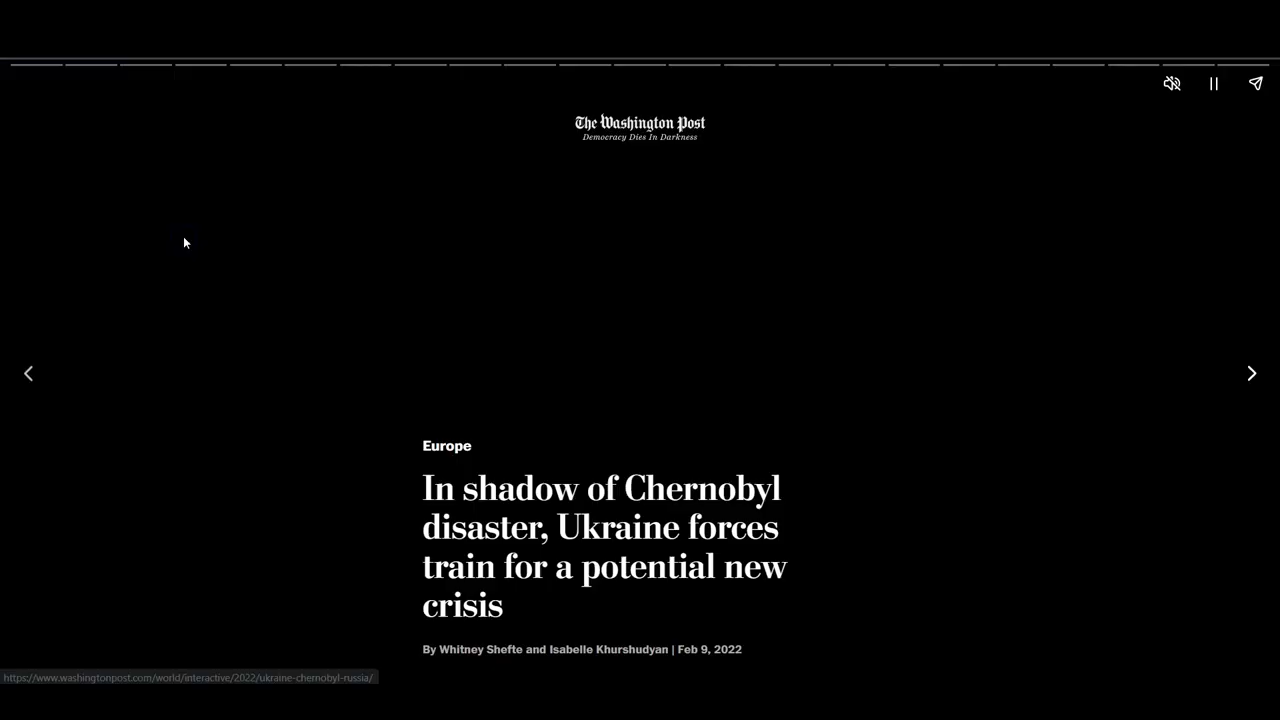 The Washington Post
Democracy Dies In Darkness
Europe
In shadow of Chernobyl
disaster, Ukraine forces
train for a potential new
crisis
By Whitney Shefte and Isabelle Khurshudyan | Feb 9, 2022
https://www.washingtonpost.com/world/interactive/2022/ukraine-chernobyl-russia/